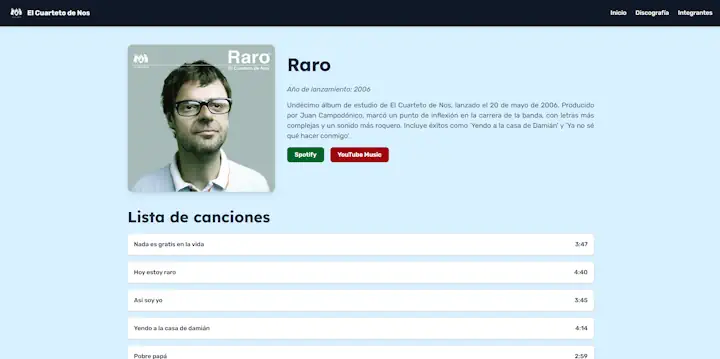 El Cuarteto de Nos
Inicio Discografía Integrantes
Raro
El Cuarteto de Nos
Raro
Año de lanzamiento: 2006
Undécimo álbum de estudio de El Cuarteto de Nos, lanzado el 20 de mayo de 2006. Producido
por Juan Campodónico, marcó un punto de inflexión en la carrera de la banda, con letras más
complejas y un sonido más roquero. Incluye éxitos como 'Yendo a la casa de Damián' y 'Ya no sé
qué hacer conmigo'.
Spotify YouTube Music
Lista de canciones
Nada es gratis en la vida 3:47
Hoy estoy raro 4:40
Así soy yo 3:45
Yendo a la casa de damián 4:14
Pobre papá 2:59